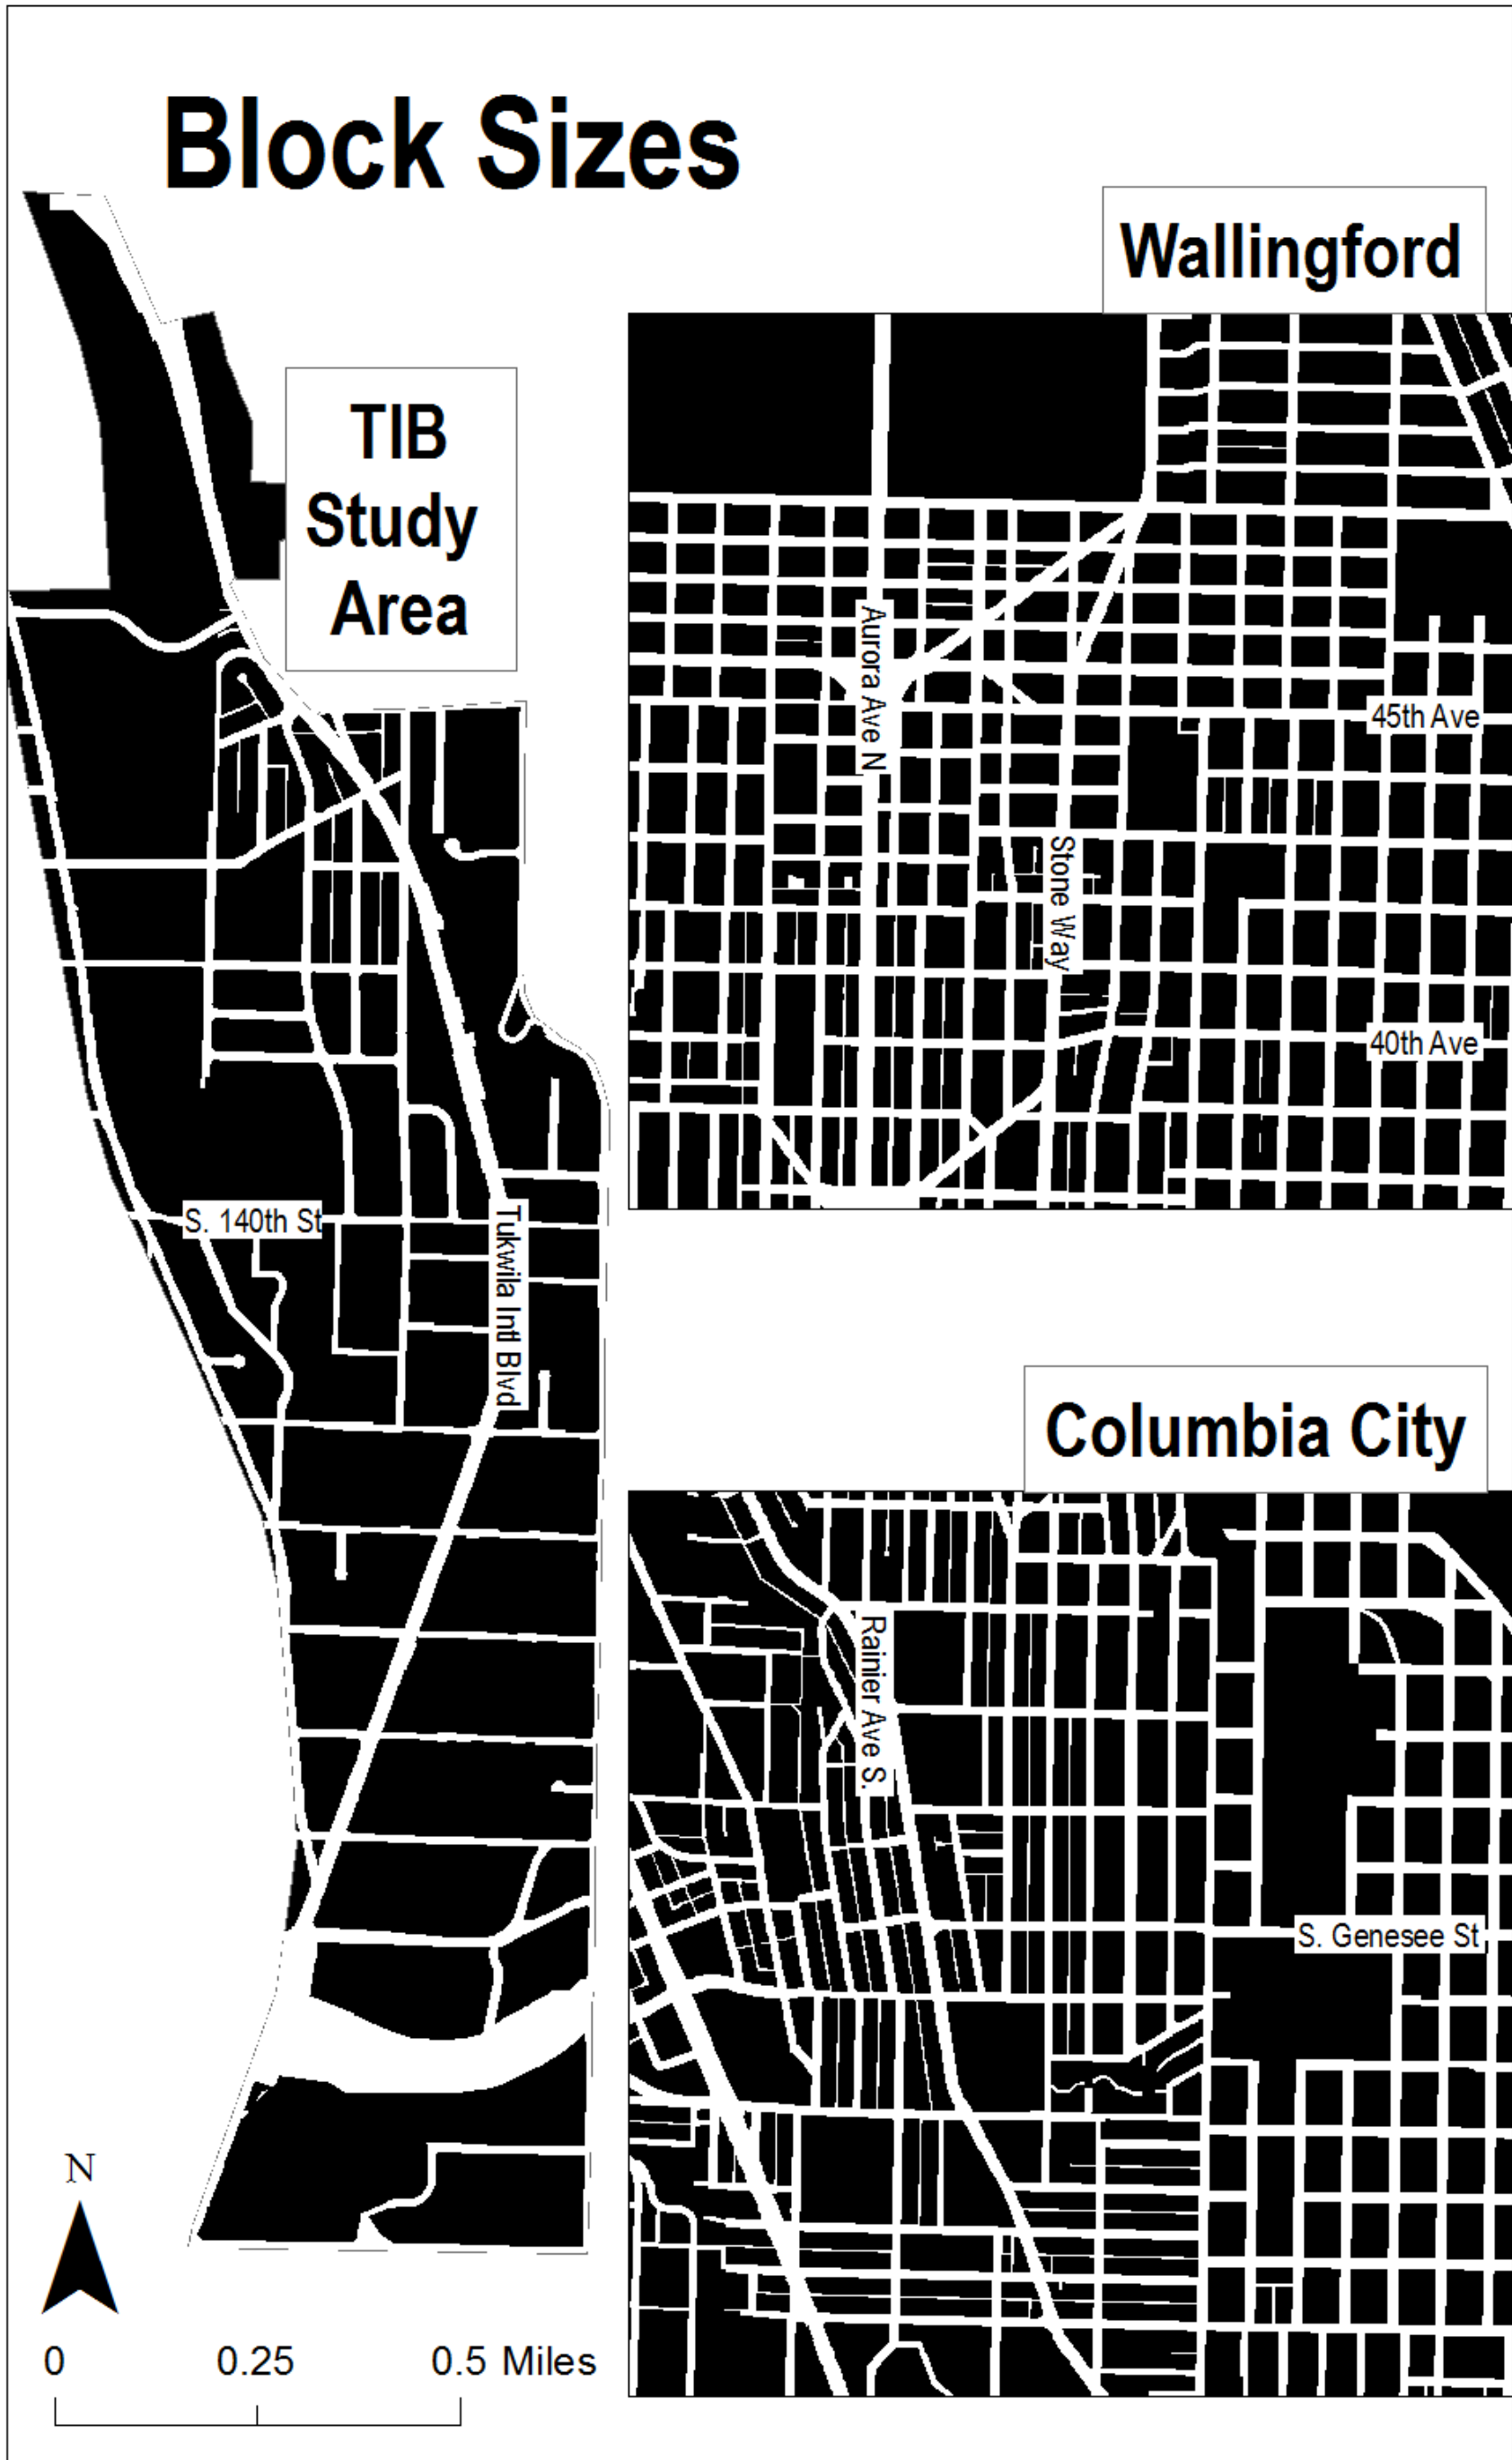 Block Sizes
Wallingford
TIB
Study
Area
Aurora Ave N
45th Ave
Stone Way
40th Ave
S. 140th St
Tukwila Intl Blvd
Columbia City
Rainier Ave S.
S. Genesee St
N
0 0.25 0.5 Miles